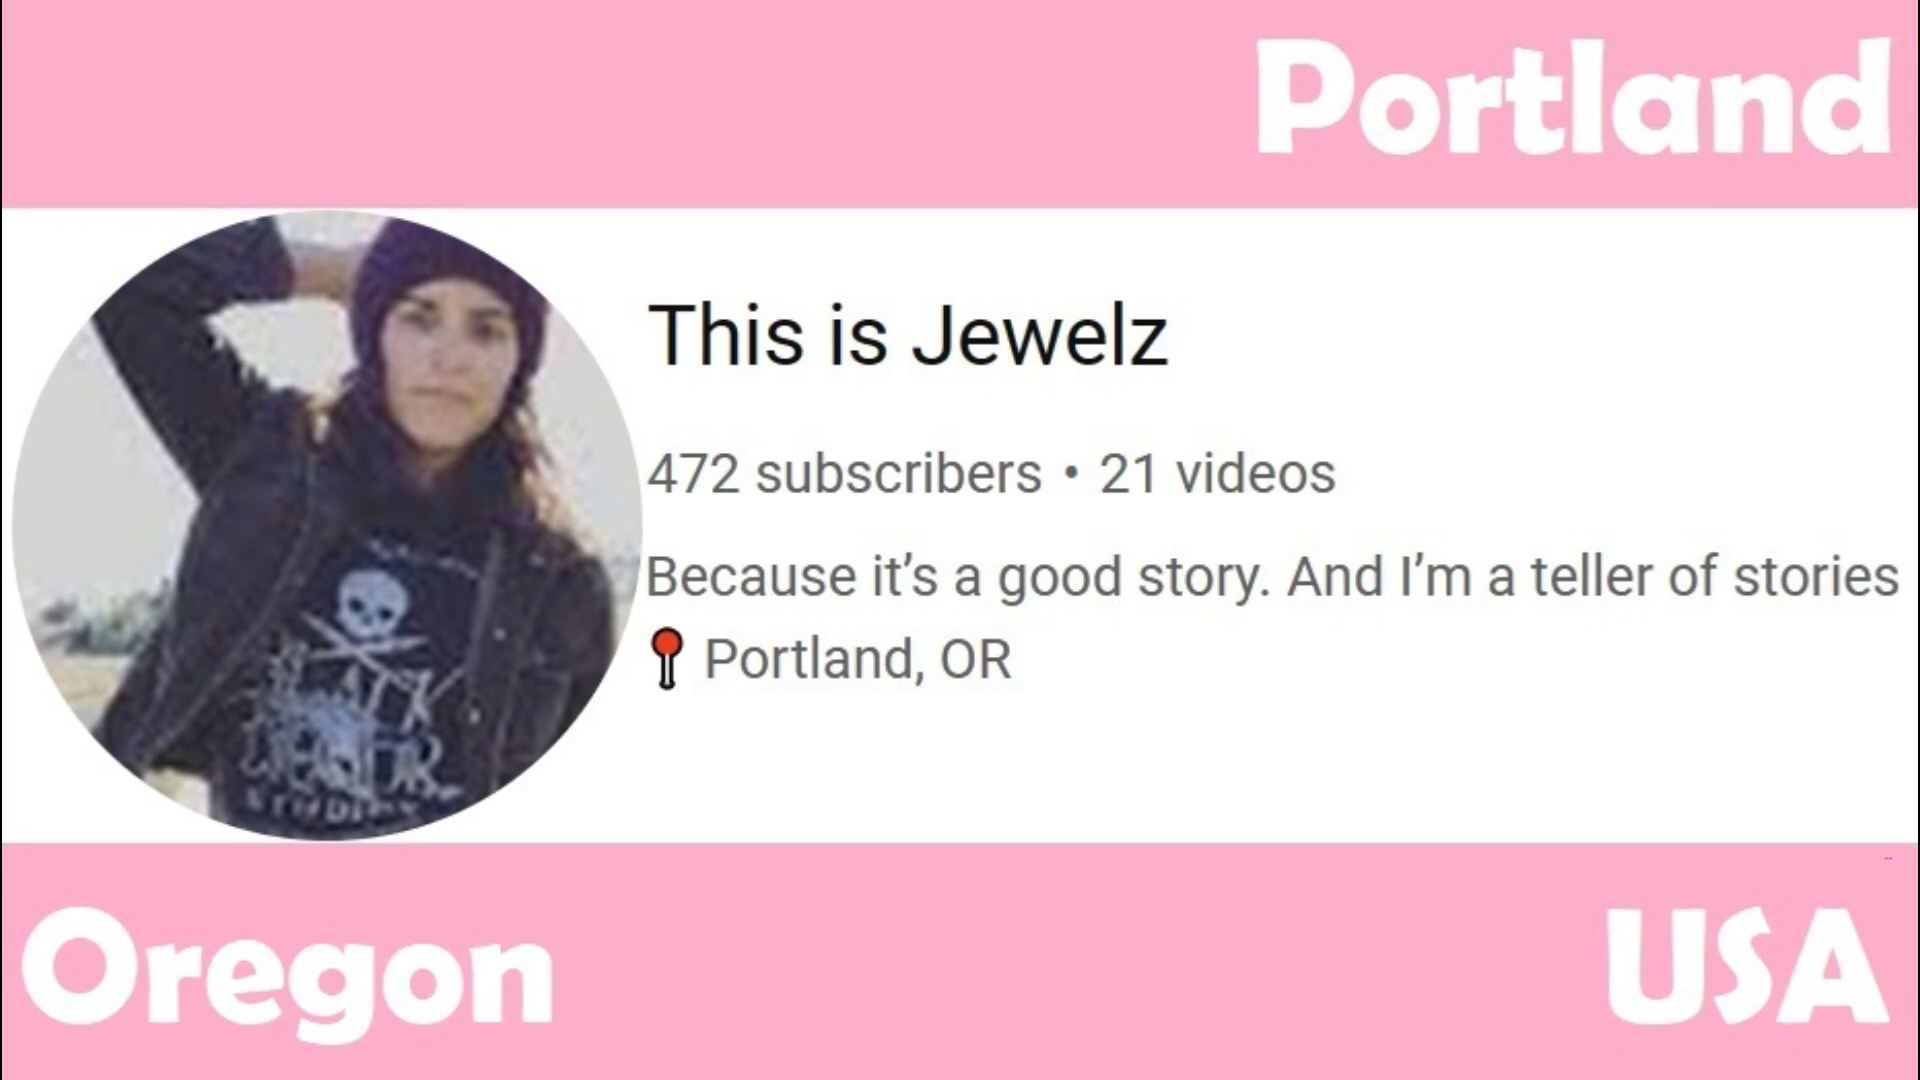 Portland
This is Jewelz
472 subscribers • 21 videos
Because it’s a good story. And I’m a teller of stories
📍 Portland, OR
Oregon
USA